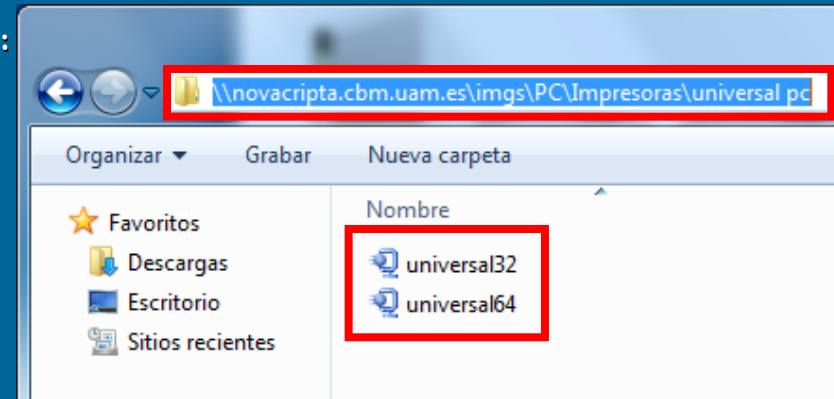 :
\\novacripta.cbm.uam.es\imgs\PC\Impresoras\universal pc
Organizar Grabar Nueva carpeta
Favoritos
Descargas
Escritorio
Sitios recientes
Nombre
universal32
universal64